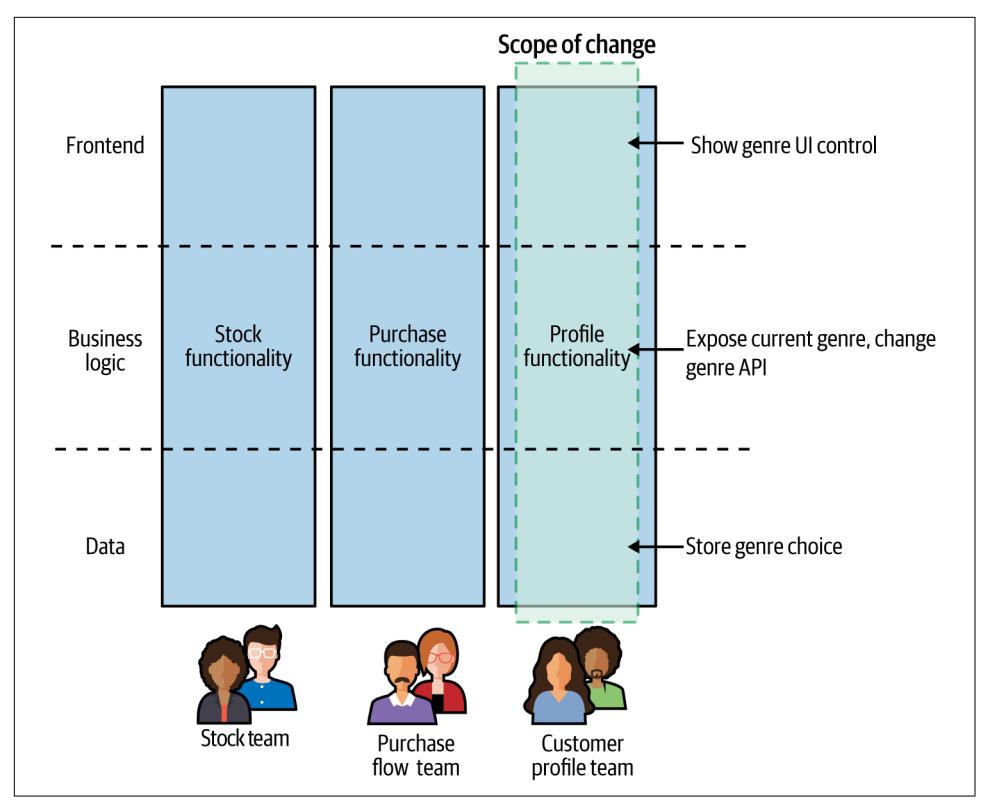 Scope of change
Frontend
Show genre UI control
Business
logic
Stock
functionality
Purchase
functionality
Profile
functionality
Expose current genre, change
genre API
Data
Store genre choice
Stock team
Purchase
flow team
Customer
profile team